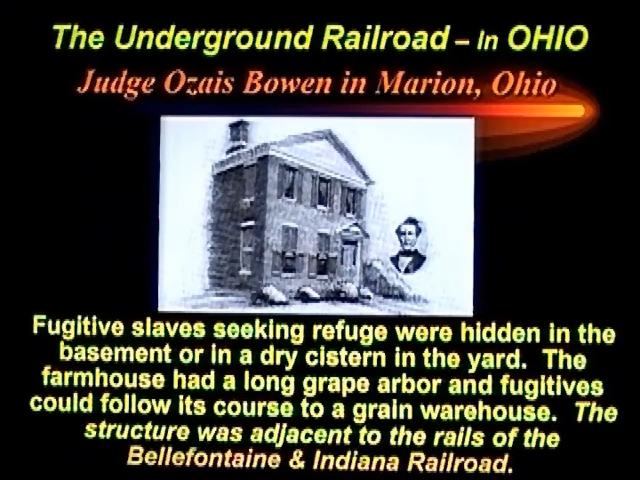 The Underground Railroad – In OHIO
Judge Ozais Bowen in Marion, Ohio
Fugitive slaves seeking refuge were hidden in the
basement or in a dry cistern in the yard. The
farmhouse had a long grape arbor and fugitives
could follow its course to a grain warehouse. The
structure was adjacent to the rails of the
Bellefontaine & Indiana Railroad.